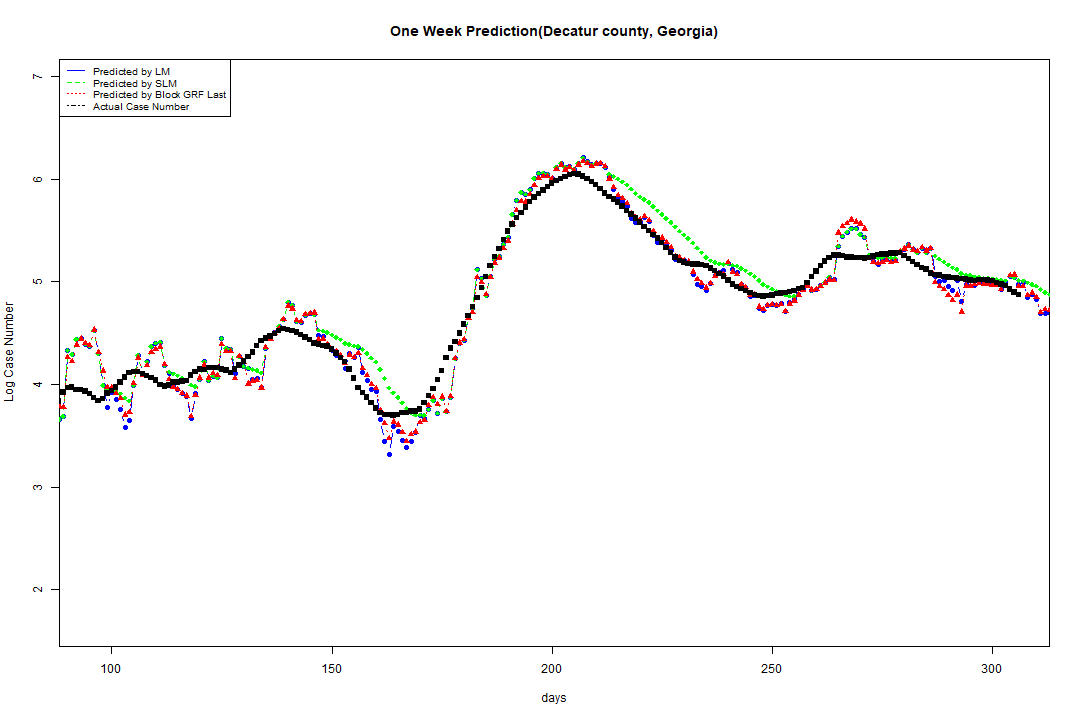 One Week Prediction(Decatur county, Georgia)
Predicted by LM
Predicted by SLM
Predicted by Block GRF Last
Actual Case Number
7
6
5
4
3
2
Log Case Number
100 150 200 250 300
days